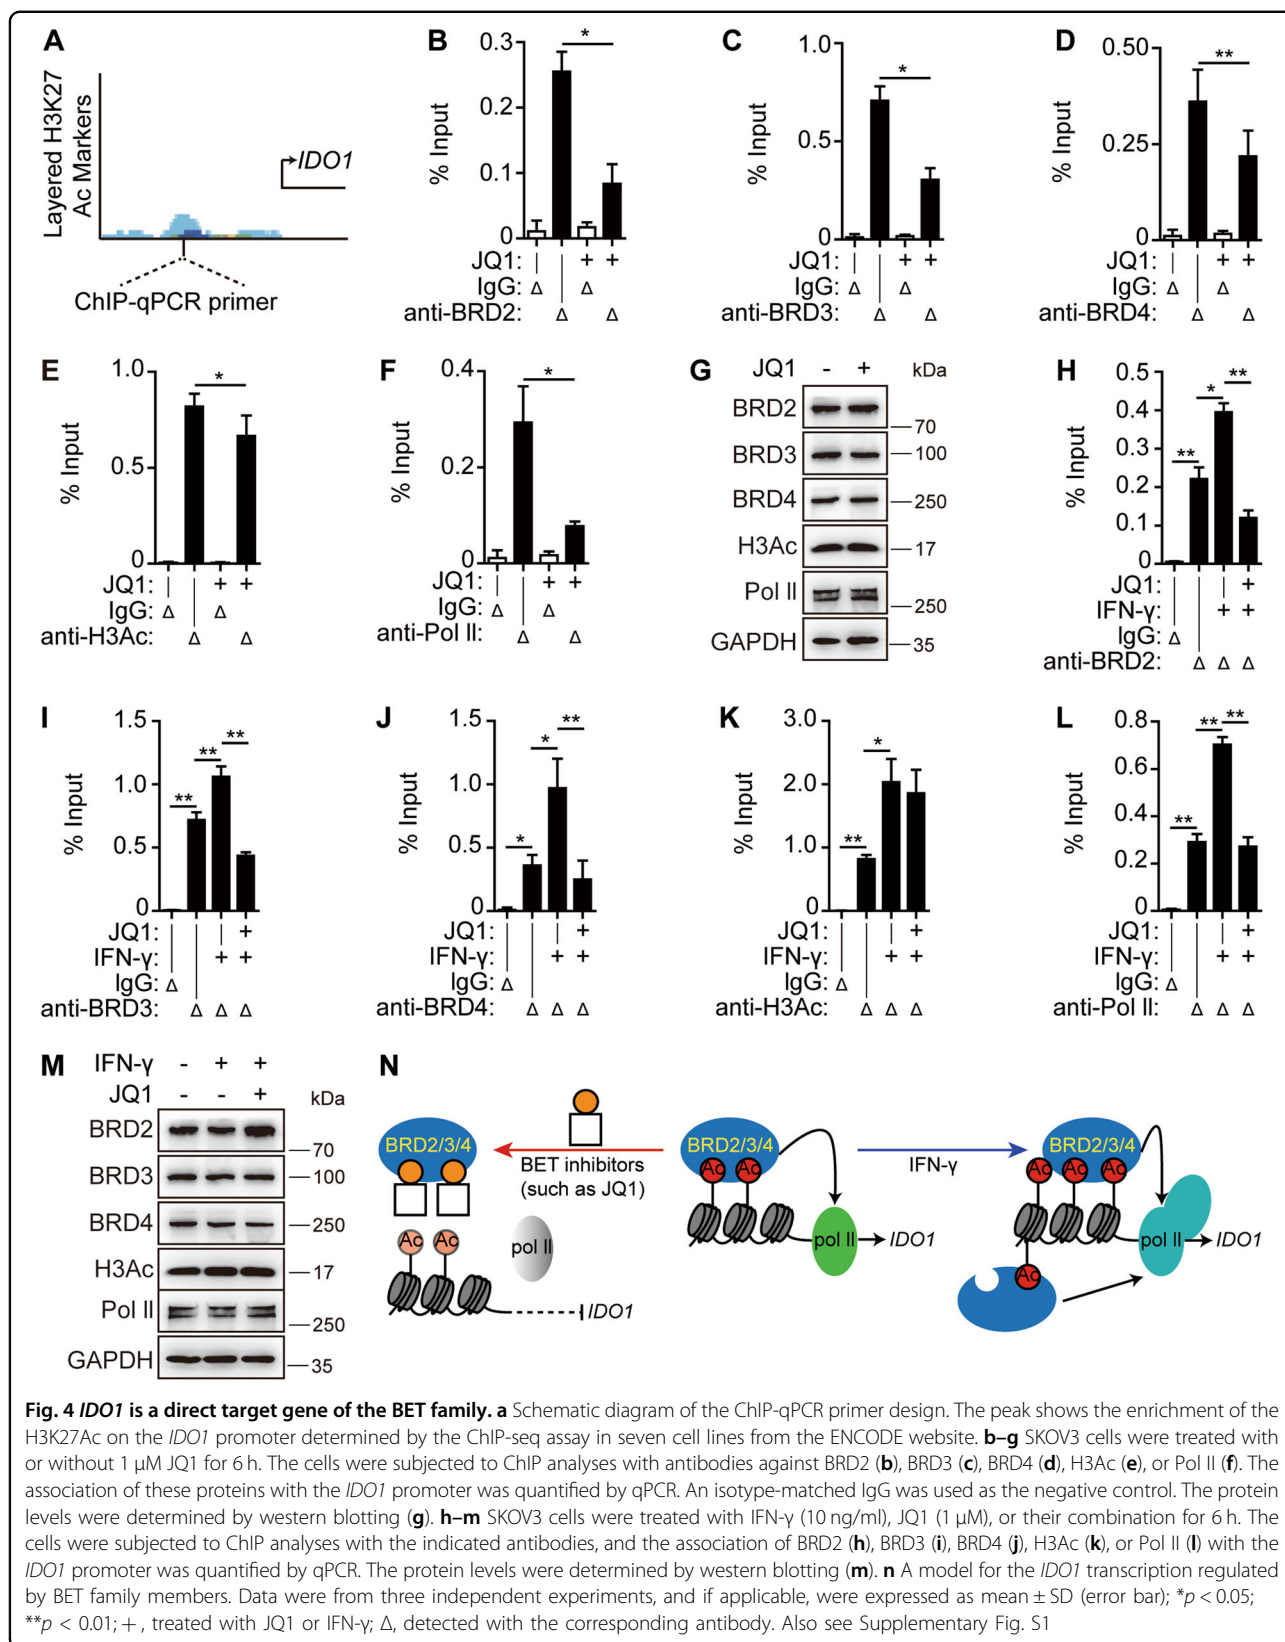 A
Layered H3K27
Ac Markers
IDO1
ChIP-qPCR primer
B
% Input
0.3
0.2
0.1
0
*
JQ1: + +
IgG: Δ Δ
anti-BRD2: Δ Δ
C
% Input
1.0
0.5
0
*
JQ1: + +
IgG: Δ Δ
anti-BRD3: Δ Δ
D
% Input
0.50
0.25
0
**
JQ1: + +
IgG: Δ Δ
anti-BRD4: Δ Δ
E
% Input
1.0
0.5
0
*
JQ1: + +
IgG: Δ Δ
anti-H3Ac: Δ Δ
F
% Input
0.4
0.2
0
*
JQ1: + +
IgG: Δ Δ
anti-Pol II: Δ Δ
G
JQ1 - + kDa
BRD2
70
BRD3 100
BRD4 250
H3Ac 17
Pol II
250
GAPDH 35
H
% Input
0.5
0.4
0.3
0.2
0.1
0
** * **
JQ1: +
IFN-γ: + +
IgG: Δ
anti-BRD2: Δ Δ Δ
I
% Input
1.5
1.0
0.5
0
** ** **
JQ1: +
IFN-γ: + +
IgG: Δ
anti-BRD3: Δ Δ Δ
J
% Input
1.5
1.0
0.5
0
* * **
JQ1: +
IFN-γ: + +
IgG: Δ
anti-BRD4: Δ Δ Δ
K
% Input
3.0
2.0
1.0
0
** *
JQ1: +
IFN-γ: + +
IgG: Δ
anti-H3Ac: Δ Δ Δ
L
% Input
0.8
0.6
0.4
0.2
0
** ** **
JQ1: +
IFN-γ: + +
IgG: Δ
anti-Pol II: Δ Δ Δ
M
IFN-γ - + +
JQ1 - - + kDa
BRD2
70
BRD3 100
BRD4 250
H3Ac 17
Pol II
250
GAPDH 35
N
BRD2/3/4
BET inhibitors
(such as JQ1)
Ac Ac
pol II
IDO1
BRD2/3/4
Ac Ac
pol II
IDO1
IFN-γ
BRD2/3/4
Ac Ac Ac
pol II
IDO1
Ac
Fig. 4 IDO1 is a direct target gene of the BET family. a Schematic diagram of the ChIP-qPCR primer design. The peak shows the enrichment of the
H3K27Ac on the IDO1 promoter determined by the ChIP-seq assay in seven cell lines from the ENCODE website. b–g SKOV3 cells were treated with
or without 1 μM JQ1 for 6 h. The cells were subjected to ChIP analyses with antibodies against BRD2 (b), BRD3 (c), BRD4 (d), H3Ac (e), or Pol II (f). The
association of these proteins with the IDO1 promoter was quantified by qPCR. An isotype-matched IgG was used as the negative control. The protein
levels were determined by western blotting (g). h–m SKOV3 cells were treated with IFN-γ (10 ng/ml), JQ1 (1 μM), or their combination for 6 h. The
cells were subjected to ChIP analyses with the indicated antibodies, and the association of BRD2 (h), BRD3 (i), BRD4 (j), H3Ac (k), or Pol II (l) with the
IDO1 promoter was quantified by qPCR. The protein levels were determined by western blotting (m). n A model for the IDO1 transcription regulated
by BET family members. Data were from three independent experiments, and if applicable, were expressed as mean ± SD (error bar); *p < 0.05;
**p < 0.01; +, treated with JQ1 or IFN-γ; Δ, detected with the corresponding antibody. Also see Supplementary Fig. S1